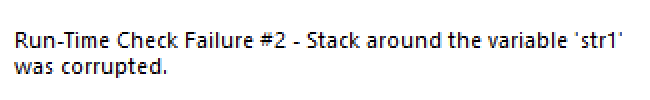 Run-Time Check Failure #2 - Stack around the variable 'str1'
was corrupted.